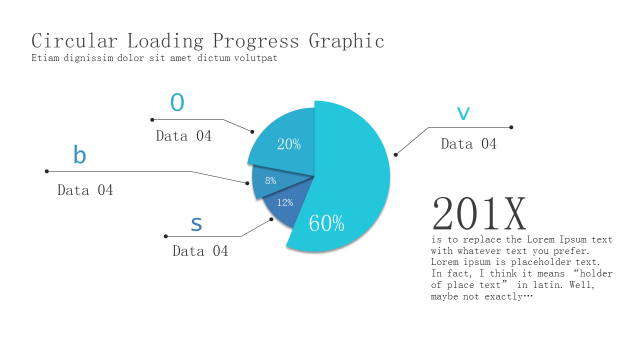 Circular Loading Progress Graphic
Etiam dignissim dolor sit amet dictum volutpat
O
Data 04
b
Data 04
s
Data 04
20%
8%
12%
60%
v
Data 04
201X
is to replace the Lorem Ipsum text
with whatever text you prefer.
Lorem ipsum is placeholder text.
In fact, I think it means “holder
of place text” in latin. Well,
maybe not exactly…